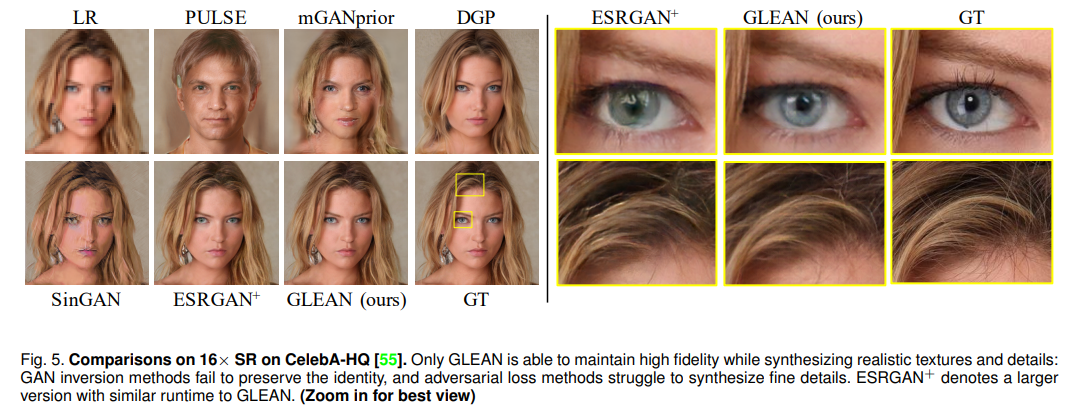 LR PULSE mGANprior DGP ESRGAN+ GLEAN (ours) GT
SinGAN ESRGAN+ GLEAN (ours) GT
Fig. 5. Comparisons on 16× SR on CelebA-HQ [55]. Only GLEAN is able to maintain high fidelity while synthesizing realistic textures and details:
GAN inversion methods fail to preserve the identity, and adversarial loss methods struggle to synthesize fine details. ESRGAN+ denotes a larger
version with similar runtime to GLEAN. (Zoom in for best view)